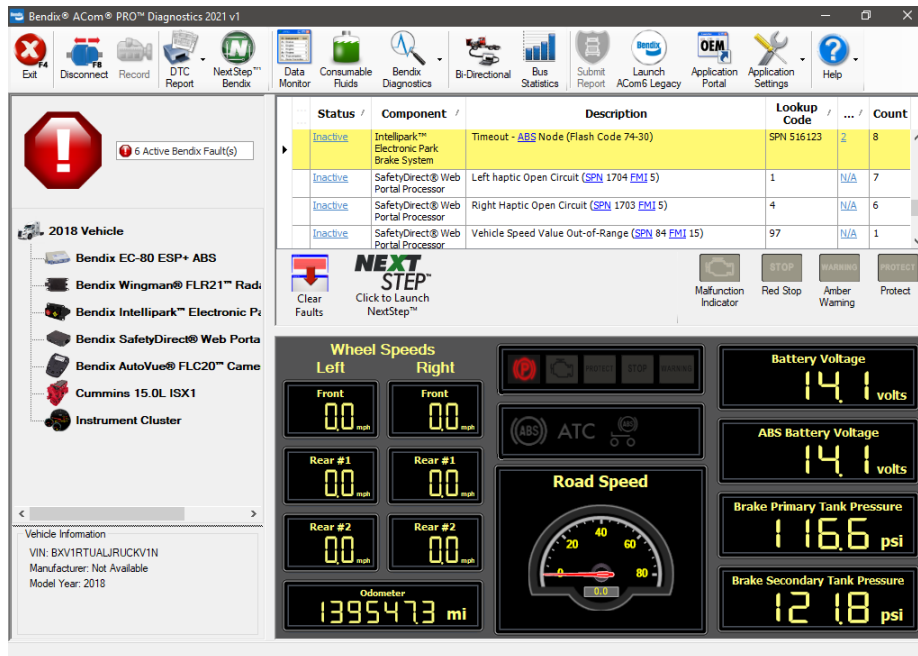 Bendix® ACom® PRO™ Diagnostics 2021 v1
F4
Exit
F8
Disconnect
Record
DTC
Report
NextStep™
Bendix
Data
Monitor
Consumable
Fluids
Bendix
Diagnostics
Bi-Directional
Bus
Statistics
Submit
Report
Bendix
Launch
ACom6 Legacy
OEM
Application
Portal
Application
Settings
Help
6 Active Bendix Fault(s)
Status / Component / Description Lookup Code / ... / Count
Inactive Intellipark™ Electronic Park Brake System Timeout - ABS Node (Flash Code 74-30) SPN 516123 2 8
Inactive SafetyDirect® Web Portal Processor Left haptic Open Circuit (SPN 1704 FMI 5) 1 N/A 7
Inactive SafetyDirect® Web Portal Processor Right Haptic Open Circuit (SPN 1703 FMI 5) 4 N/A 6
Inactive SafetyDirect® Web Portal Processor Vehicle Speed Value Out-of-Range (SPN 84 FMI 15) 97 N/A 1
2018 Vehicle
Bendix EC-80 ESP+ ABS
Bendix Wingman® FLR21™ Rada
Bendix Intellipark™ Electronic Pa
Bendix SafetyDirect® Web Porta
Bendix AutoVue® FLC20™ Came
Cummins 15.0L ISX1
Instrument Cluster
Vehicle Information
VIN: BXV1RTUALJRUCKV1N
Manufacturer: Not Available
Model Year: 2018
Clear
Faults
NEXT
STEP™
Click to Launch
NextStep™
Malfunction
Indicator
STOP
Red Stop
WARNING
Amber
Warning
PROTECT
Protect
Wheel Speeds
Left Right
Front
0.0 mph
Front
0.0 mph
Rear #1
0.0 mph
Rear #1
0.0 mph
Rear #2
0.0 mph
Rear #2
0.0 mph
Odometer
139547.3 mi
P
PROTECT
STOP
WARNING
ABS
ATC
ABS
Road Speed
0 20 40 60 80
0.0
Battery Voltage
14.1 volts
ABS Battery Voltage
14.1 volts
Brake Primary Tank Pressure
116.6 psi
Brake Secondary Tank Pressure
121.8 psi